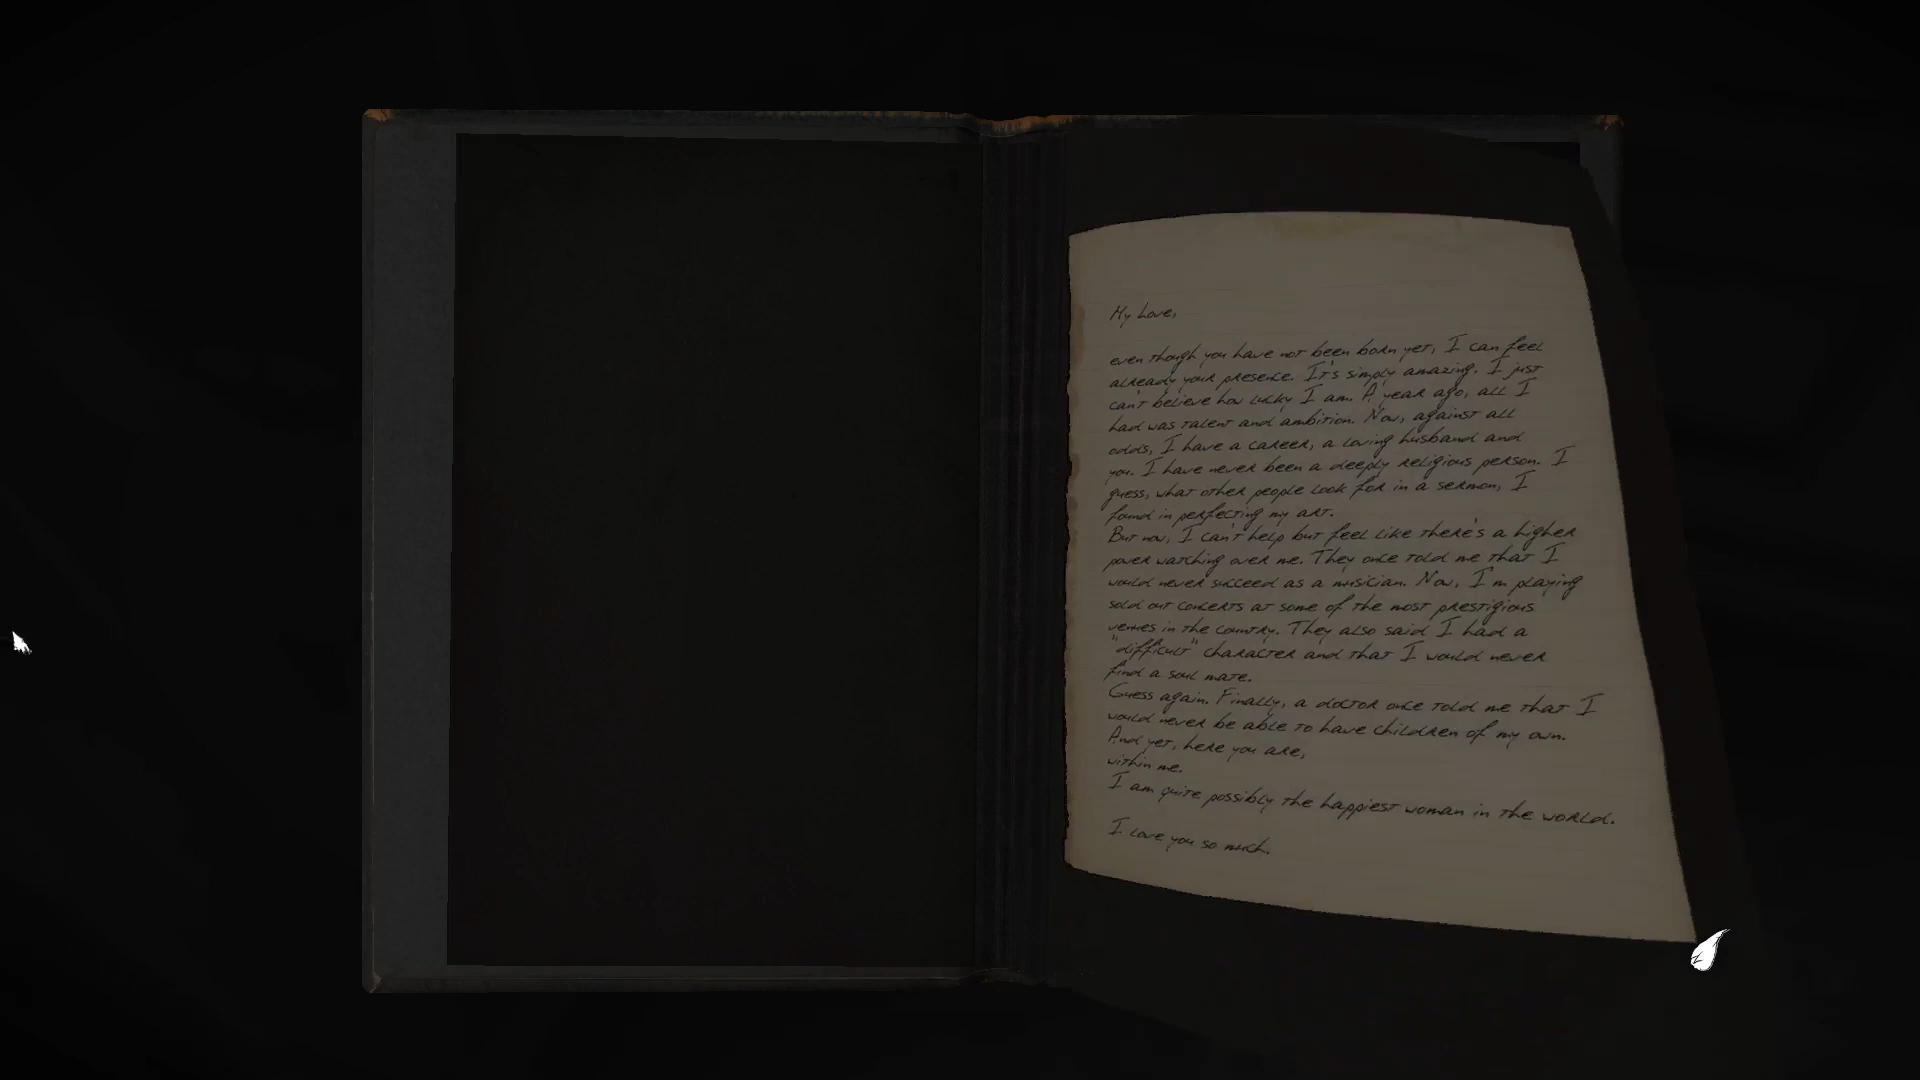 My Love,
even though you have not been born yet, I can feel
already your presence. It's simply amazing. I just
can't believe how lucky I am. A year ago, all I
had was talent and ambition. Now, against all
odds, I have a career, a loving husband and
you. I have never been a deeply religious person. I
guess, what other people look for in a sermon, I
found in perfecting my art.
But now, I can't help but feel like there's a higher
power watching over me. They once told me that I
would never succeed as a musician. Now, I'm playing
sold out concerts at some of the most prestigious
venues in the country. They also said I had a
"difficult" character and that I would never
find a soul mate.
Guess again. Finally, a doctor once told me that I
would never be able to have children of my own.
And yet, here you are,
within me.
I am quite possibly the happiest woman in the world.
I love you so much.